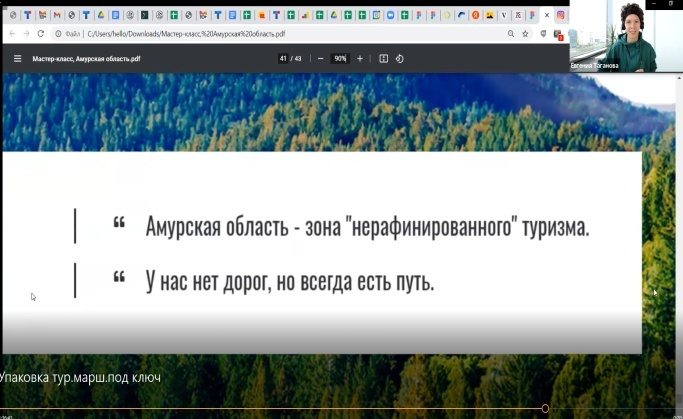 Файл
C:/Users/hello/Downloads/Мастер-класс,%20Амурская%20область.pdf
Мастер-класс, Амурская область.pdf
41 / 43
90%
Евгения Таганова
“ Амурская область - зона "нерафинированного" туризма.
“ У нас нет дорог, но всегда есть путь.
Упаковка тур.марш.под ключ